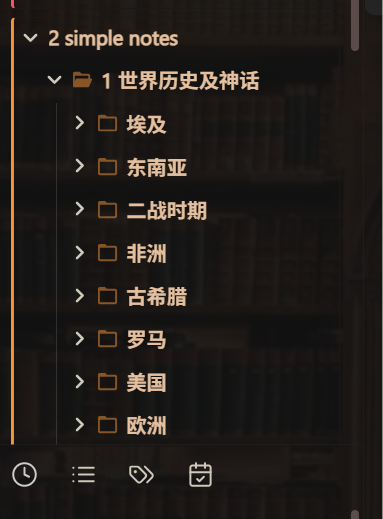 2 simple notes
1 世界历史及神话
埃及
东南亚
二战时期
非洲
古希腊
罗马
美国
欧洲